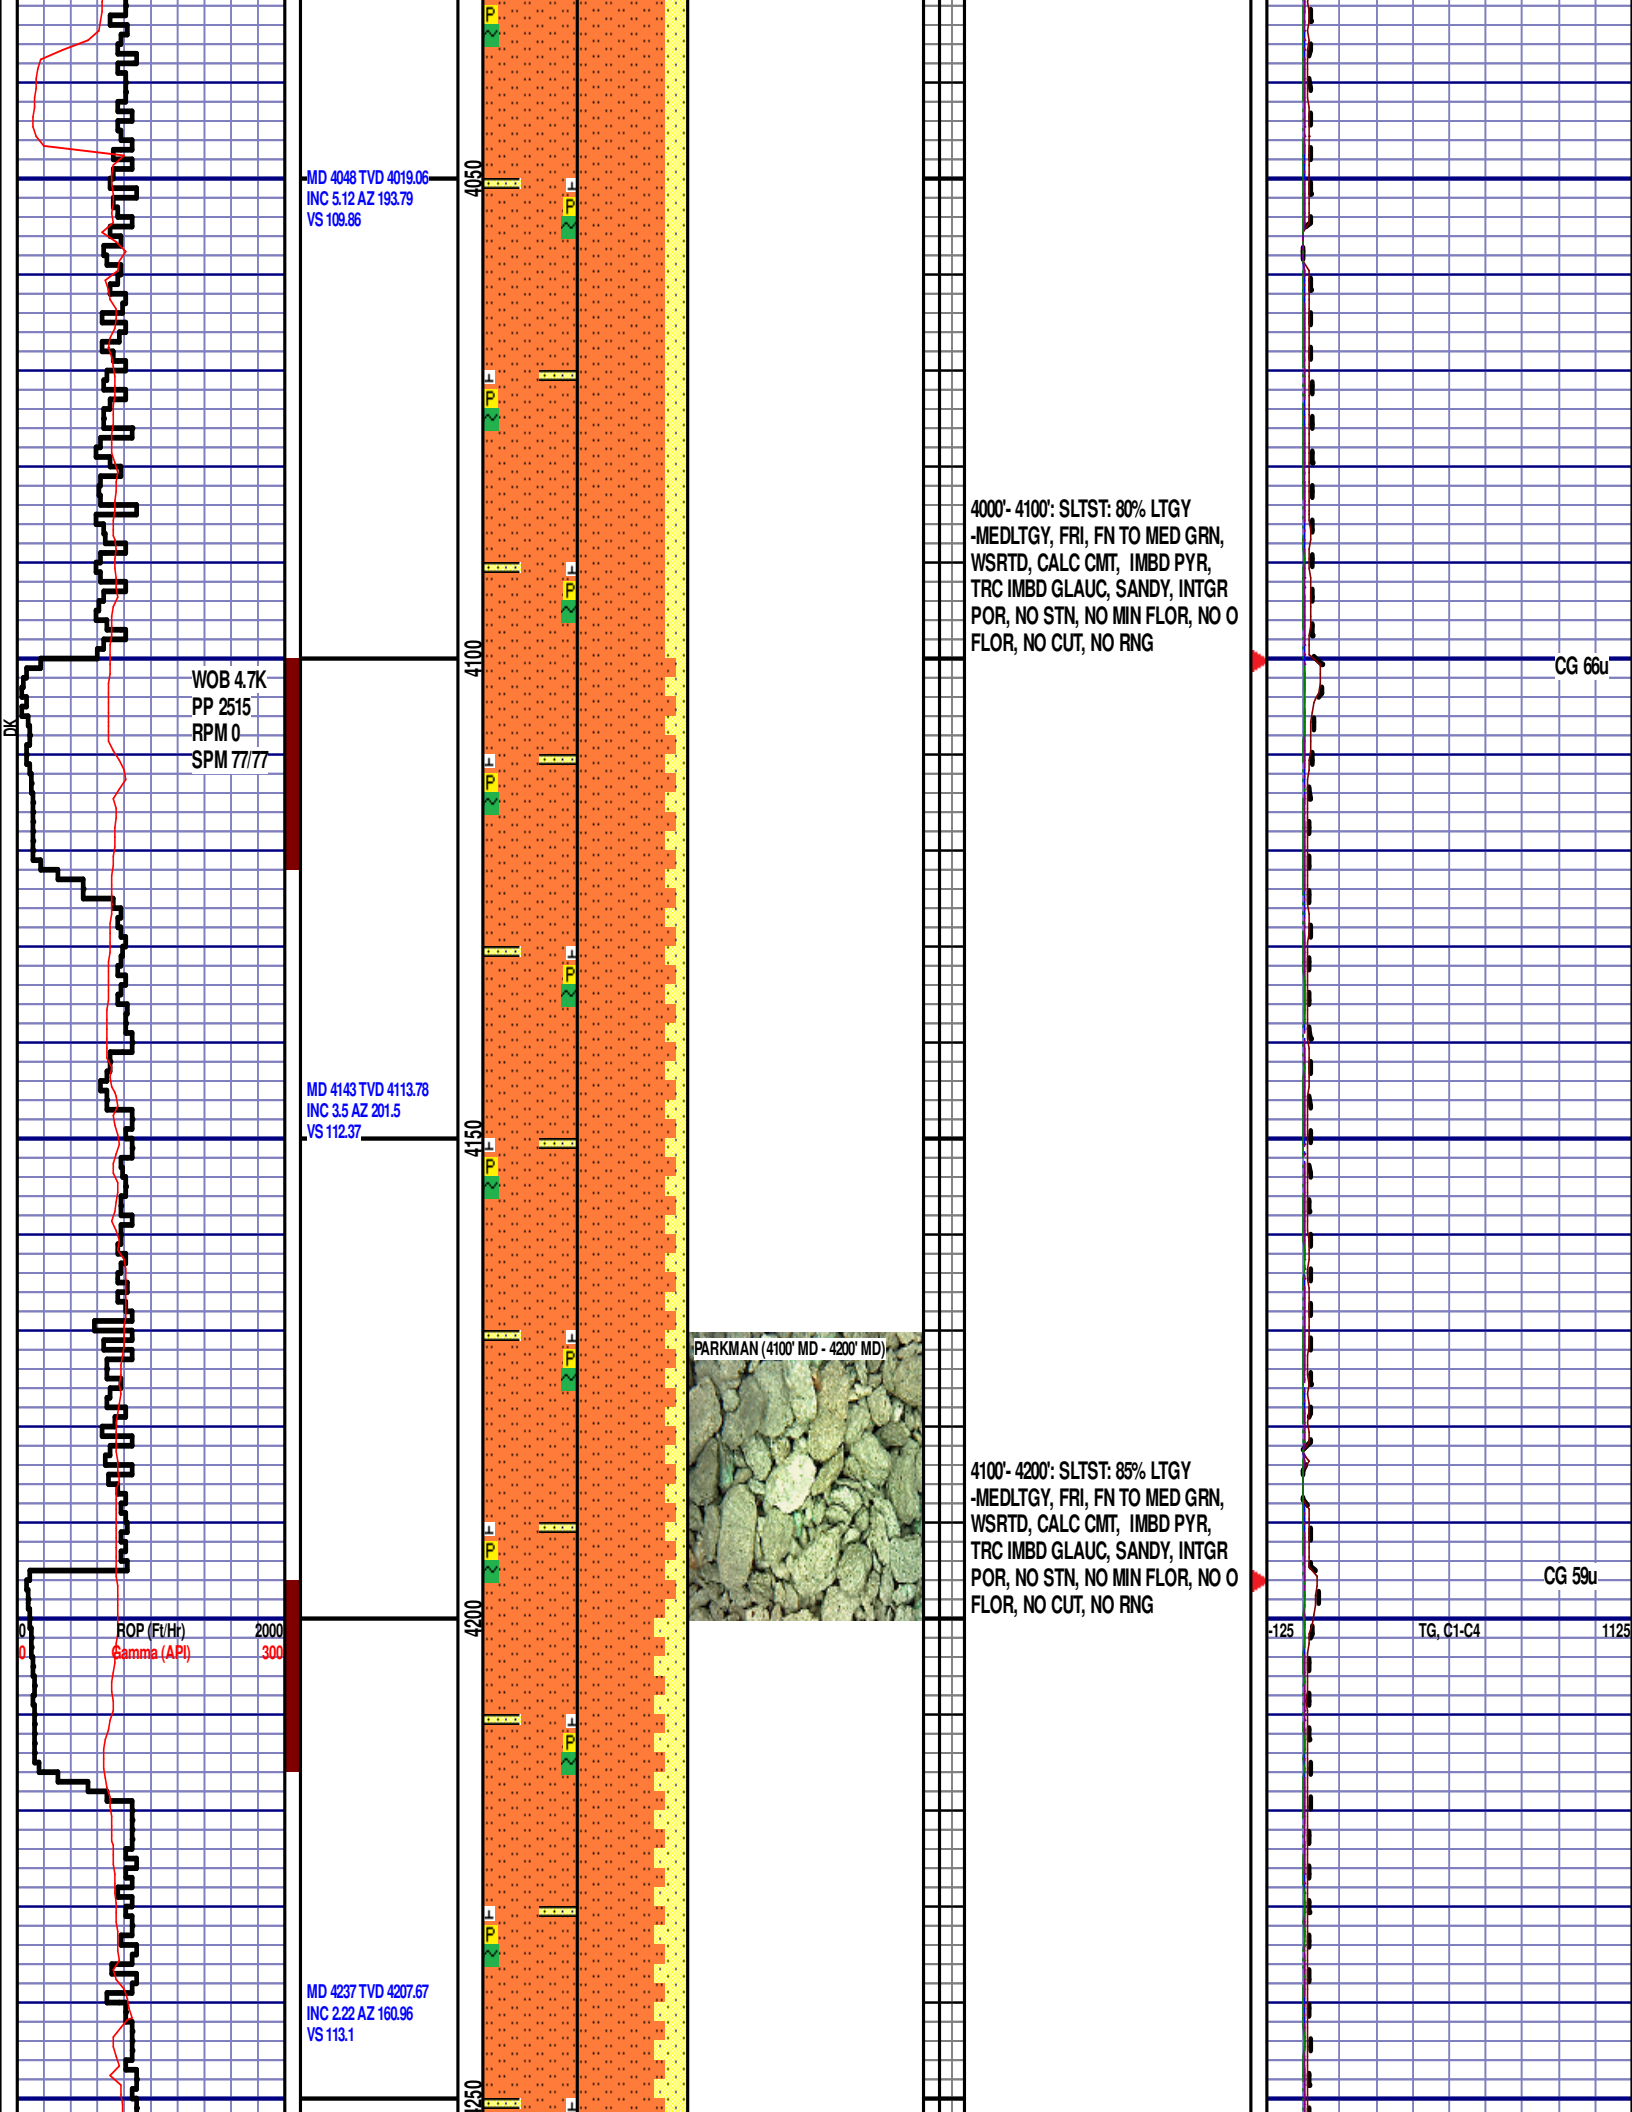 MD 4048 TVD 4019.06
INC 5.12 AZ 193.79
VS 109.86
4050
4000'- 4100': SLTST: 80% LTGY
-MEDLTGY, FRI, FN TO MED GRN,
WSRTD, CALC CMT, IMBD PYR,
TRC IMBD GLAUC, SANDY, INTGR
POR, NO STN, NO MIN FLOR, NO O
FLOR, NO CUT, NO RNG
4100
CG 66u
WOB 4.7K
PP 2515
RPM 0
SPM 77/77
DK
MD 4143 TVD 4113.78
INC 3.5 AZ 201.5
VS 112.37
4150
PARKMAN (4100' MD - 4200' MD)
4100'- 4200': SLTST: 85% LTGY
-MEDLTGY, FRI, FN TO MED GRN,
WSRTD, CALC CMT, IMBD PYR,
TRC IMBD GLAUC, SANDY, INTGR
POR, NO STN, NO MIN FLOR, NO O
FLOR, NO CUT, NO RNG
CG 59u
4200
0 ROP (Ft/Hr) 2000
0 Gamma (API) 300
-125 TG, C1-C4 1125
MD 4237 TVD 4207.67
INC 2.22 AZ 160.96
VS 113.1
4250
P
P
P
P
P
P
P
P
P
P
P